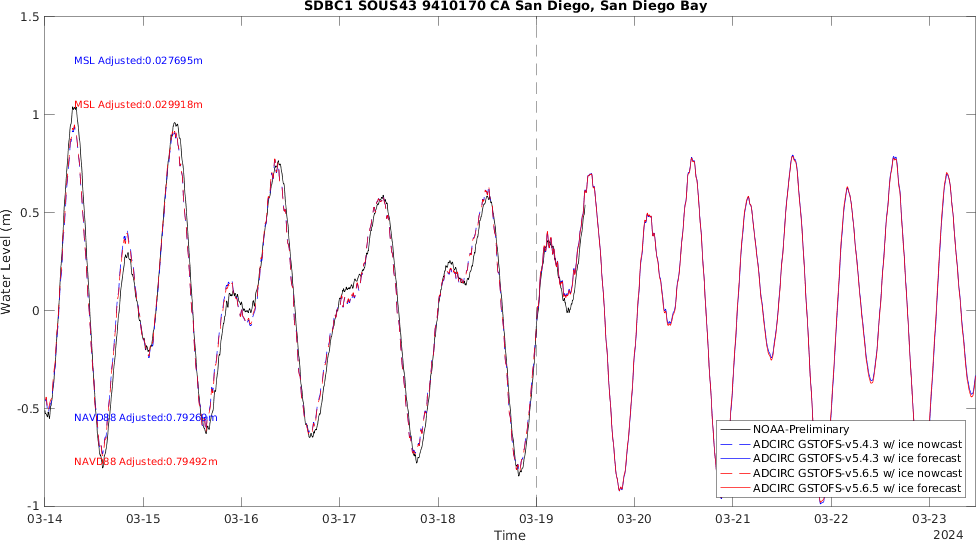 SDBC1 SOUS43 9410170 CA San Diego, San Diego Bay
1.5
MSL Adjusted:0.027695m
MSL Adjusted:0.029918m
1
0.5
Water Level (m)
0
-0.5
NAVD88 Adjusted:0.79269m
NAVD88 Adjusted:0.79492m
NOAA-Preliminary
ADCIRC GSTOFS-v5.4.3 w/ ice nowcast
ADCIRC GSTOFS-v5.4.3 w/ ice forecast
ADCIRC GSTOFS-v5.6.5 w/ ice nowcast
ADCIRC GSTOFS-v5.6.5 w/ ice forecast
-1
03-14 03-15 03-16 03-17 03-18 03-19 03-20 03-21 03-22 03-23
Time
2024